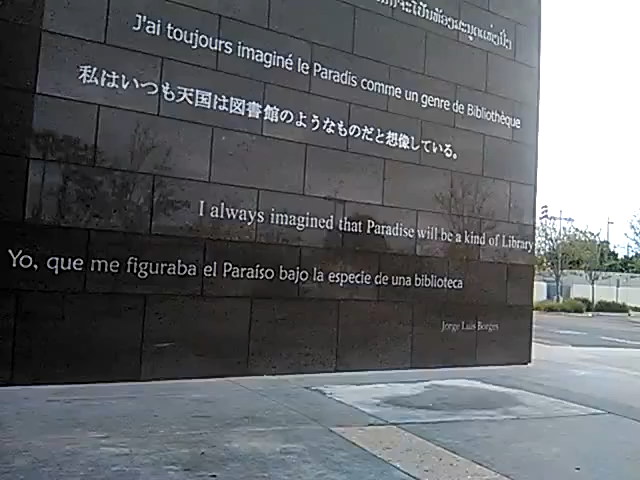 J'ai toujours imaginé le Paradis comme un genre de Bibliothèque
私はいつも天国は図書館のようなものだと想像している。
I always imagined that Paradise will be a kind of Library
Yo, que me figuraba el Paraíso bajo la especie de una biblioteca
Jorge Luis Borges